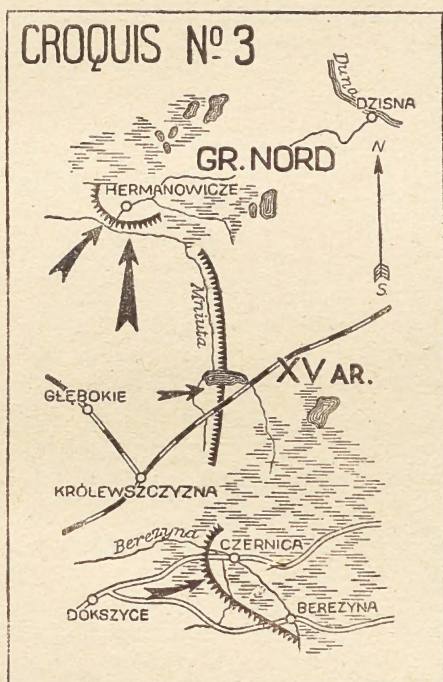 CROQUIS Nº 3
Duna
DZISNA
GR. NORD
N
HERMANOWICZE
S.
Mniuta
XV AR.
GŁĘBOKIE
KRÓLEWSZCZYZNA
Berezyna
CZERNICA
DOKSZYCE
BEREZYNA